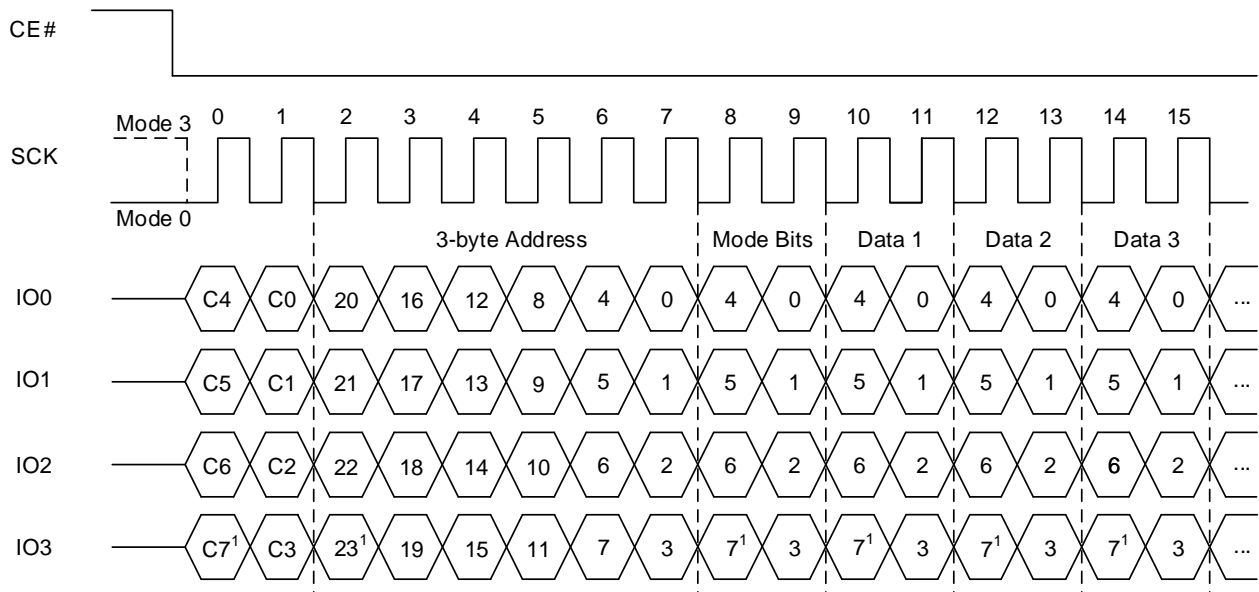 CE#
0 1 2 3 4 5 6 7 8 9 10 11 12 13 14 15
Mode 3
SCK
Mode 0
3-byte Address Mode Bits Data 1 Data 2 Data 3
IO0 C4 C0 20 16 12 8 4 0 4 0 4 0 4 0 4 0 ...
IO1 C5 C1 21 17 13 9 5 1 5 1 5 1 5 1 5 1 ...
IO2 C6 C2 22 18 14 10 6 2 6 2 6 2 6 2 6 2 ...
IO3 C7¹ C3 23¹ 19 15 11 7 3 7¹ 3 7¹ 3 7¹ 3 7¹ 3 ...